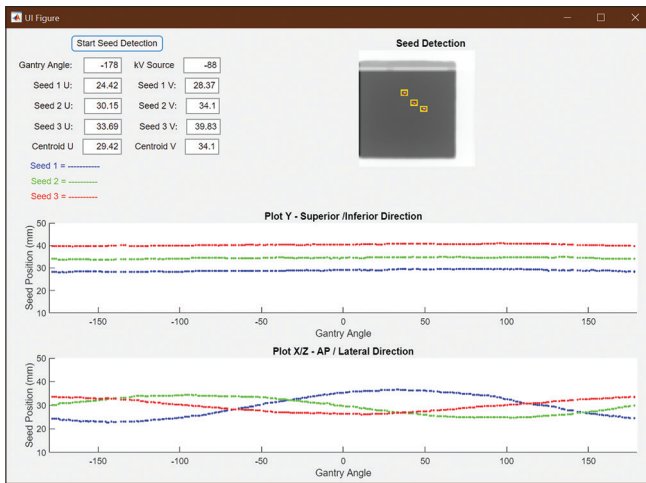 UI Figure
Start Seed Detection
Seed Detection
Gantry Angle: -178 kV Source -88
Seed 1 U: 24.42 Seed 1 V: 28.37
Seed 2 U: 30.15 Seed 2 V: 34.1
Seed 3 U: 33.69 Seed 3 V: 39.83
Centroid U 29.42 Centroid V 34.1
Seed 1 = -----------
Seed 2 = ----------
Seed 3 = ----------
Plot Y - Superior /Inferior Direction
Seed Position (mm)
50
40
30
20
10
-150 -100 -50 0 50 100 150
Gantry Angle
Plot X/Z - AP / Lateral Direction
Seed Position (mm)
50
40
30
20
10
-150 -100 -50 0 50 100 150
Gantry Angle